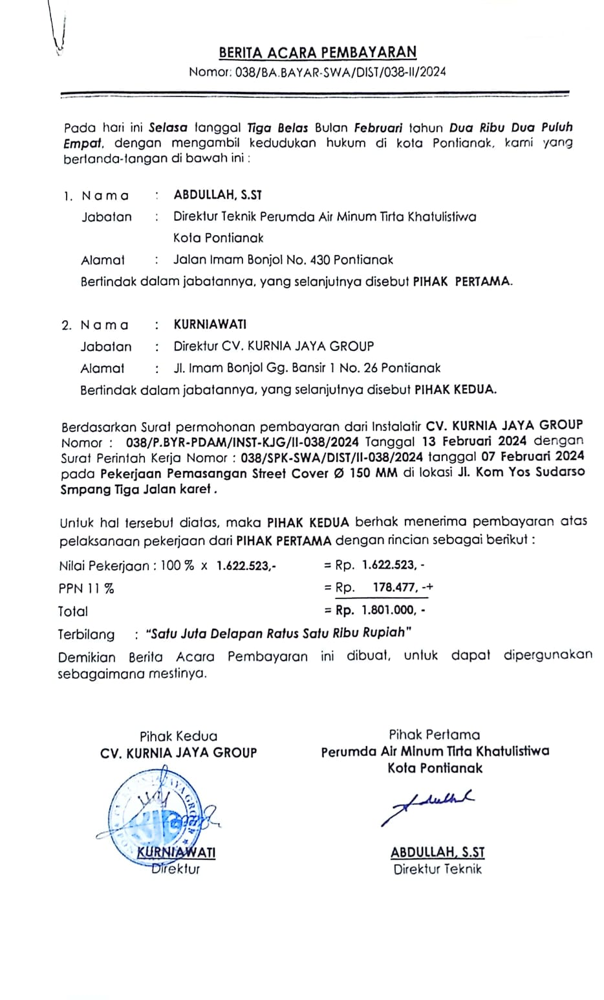 BERITA ACARA PEMBAYARAN
Nomor: 038/BA.BAYAR-SWA/DIST/038-II/2024
Pada hari ini Selasa tanggal Tiga Belas Bulan Februari tahun Dua Ribu Dua Puluh
Empat, dengan mengambil kedudukan hukum di kota Pontianak, kami yang
bertanda-tangan di bawah ini :
1. N a m a : ABDULLAH, S.ST
Jabatan : Direktur Teknik Perumda Air Minum Tirta Khatulistiwa
Kota Pontianak
Alamat : Jalan Imam Bonjol No. 430 Pontianak
Bertindak dalam jabatannya, yang selanjutnya disebut PIHAK PERTAMA.
2. N a m a : KURNIAWATI
Jabatan : Direktur CV. KURNIA JAYA GROUP
Alamat : Jl. Imam Bonjol Gg. Bansir 1 No. 26 Pontianak
Bertindak dalam jabatannya, yang selanjutnya disebut PIHAK KEDUA.
Berdasarkan Surat permohonan pembayaran dari Instalatir CV. KURNIA JAYA GROUP
Nomor : 038/P.BYR-PDAM/INST-KJG/II-038/2024 Tanggal 13 Februari 2024 dengan
Surat Perintah Kerja Nomor : 038/SPK-SWA/DIST/II-038/2024 tanggal 07 Februari 2024
pada Pekerjaan Pemasangan Street Cover Ø 150 MM di lokasi Jl. Kom Yos Sudarso
Smpang Tiga Jalan karet .
Untuk hal tersebut diatas, maka PIHAK KEDUA berhak menerima pembayaran atas
pelaksanaan pekerjaan dari PIHAK PERTAMA dengan rincian sebagai berikut :
Nilai Pekerjaan : 100 % x 1.622.523,- = Rp. 1.622.523, -
PPN 11 % = Rp. 178.477, -+
Total = Rp. 1.801.000, -
Terbilang : "Satu Juta Delapan Ratus Satu Ribu Rupiah"
Demikian Berita Acara Pembayaran ini dibuat, untuk dapat dipergunakan
sebagaimana mestinya.
Pihak Kedua
CV. KURNIA JAYA GROUP
KURNIAWATI
Direktur
Pihak Pertama
Perumda Air Minum Tirta Khatulistiwa
Kota Pontianak
ABDULLAH, S.ST
Direktur Teknik